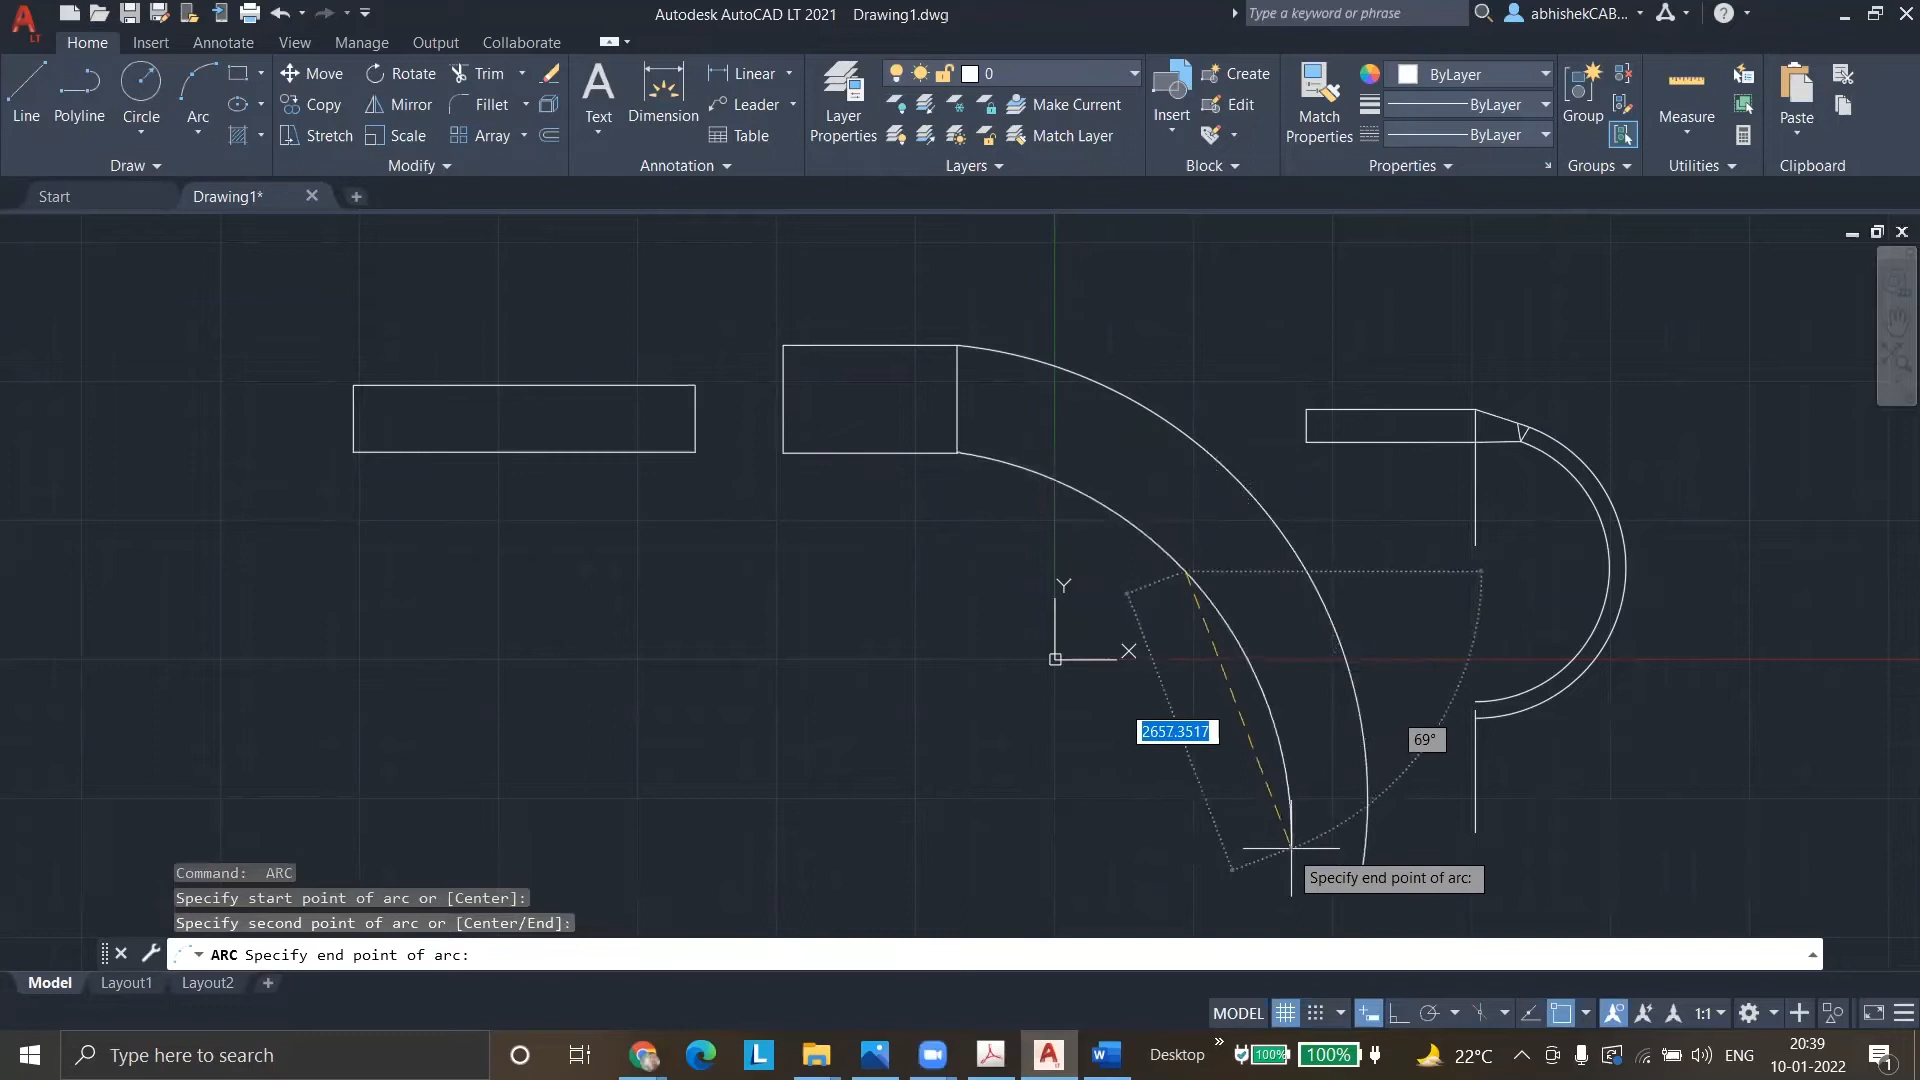 Autodesk AutoCAD LT 2021 Drawing1.dwg
Type a keyword or phrase
abhishekCAB...
LT
Home Insert Annotate View Manage Output Collaborate
Line Polyline Circle Arc
Move Rotate Trim
Copy Mirror Fillet
Stretch Scale Array
Text Dimension
Linear
Leader
Table
Layer
Properties
0
Make Current
Match Layer
Insert
Create
Edit
Match
Properties
ByLayer
ByLayer
ByLayer
Group
Measure
Paste
Draw Modify Annotation Layers Block Properties Groups Utilities Clipboard
Start Drawing1*
Y
X
2657.3517
69°
Specify end point of arc:
Command: ARC
Specify start point of arc or [Center]:
Specify second point of arc or [Center/End]:
ARC Specify end point of arc:
Model Layout1 Layout2
MODEL 1:1
Type here to search
Desktop
100%
100%
22°C
ENG
20:39
10-01-2022
1